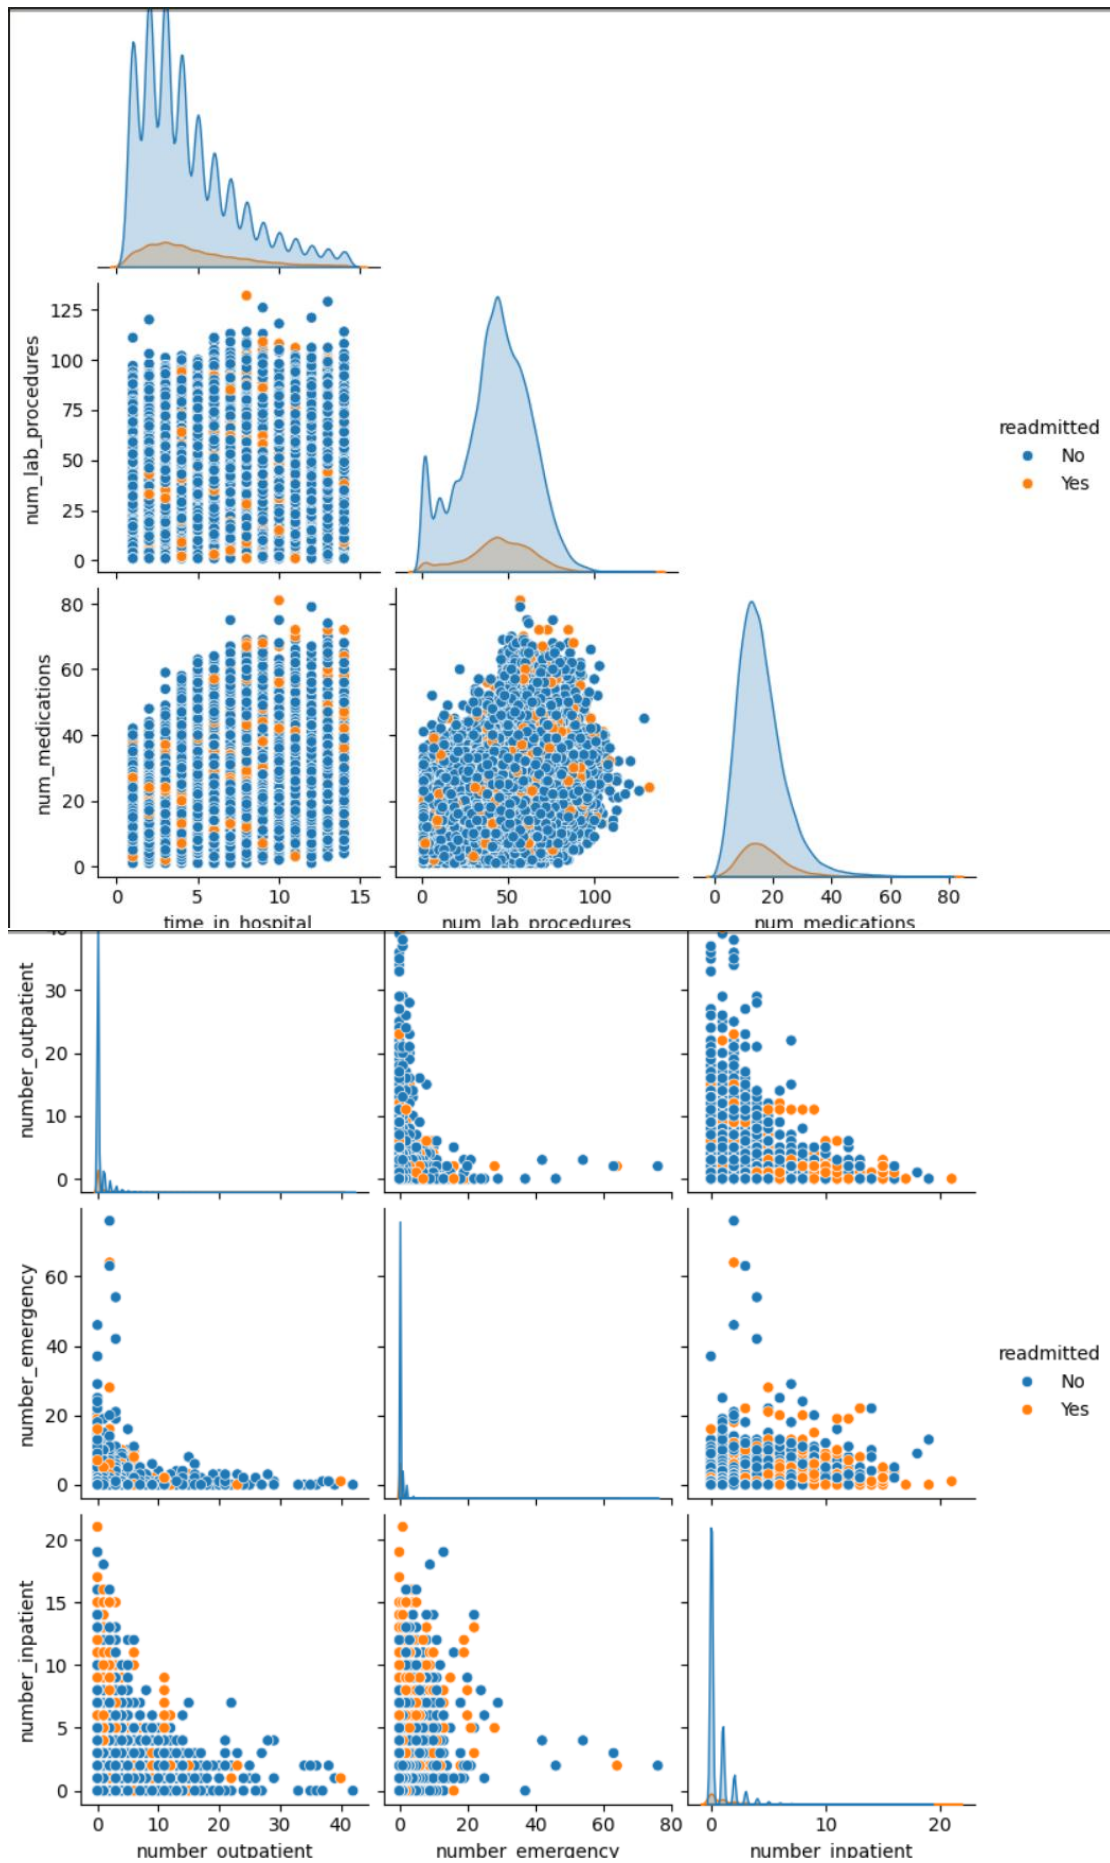 num_lab_procedures
125
100
75
50
25
0
readmitted
No
Yes
num_medications
80
60
40
20
0
0 5 10 15 0 50 100 0 20 40 60 80
time_in_hospital num_lab_procedures num_medications
number_outpatient
40
30
20
10
0
number_emergency
60
40
20
0
readmitted
No
Yes
number_inpatient
20
15
10
5
0
0 10 20 30 40 0 20 40 60 0 10 20
number_outpatient number_emergency number_inpatient